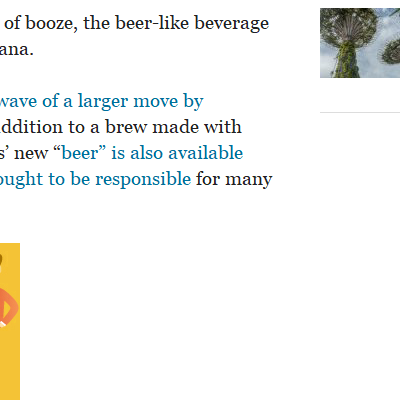 of booze, the beer-like beverage
ana.
wave of a larger move by
addition to a brew made with
s’ new “beer” is also available
ought to be responsible for many